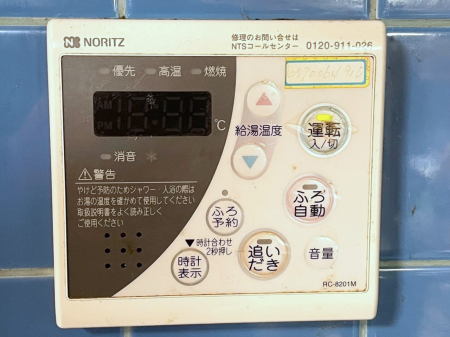 NORITZ
修理のお問い合せは
NTSコールセンター 0120-911-026
優先 高温 燃焼
AM
PM
℃
給湯温度
運転
入/切
消音
警告
やけど予防のためシャワー・入浴の際は
お湯の温度を確かめて使用してください
取扱説明書をよく読み正しく
ご使用ください
ふろ
予約
ふろ
自動
▼時計合わせ
2秒押し
時計
表示
追い
だき
音量
RC-8201M